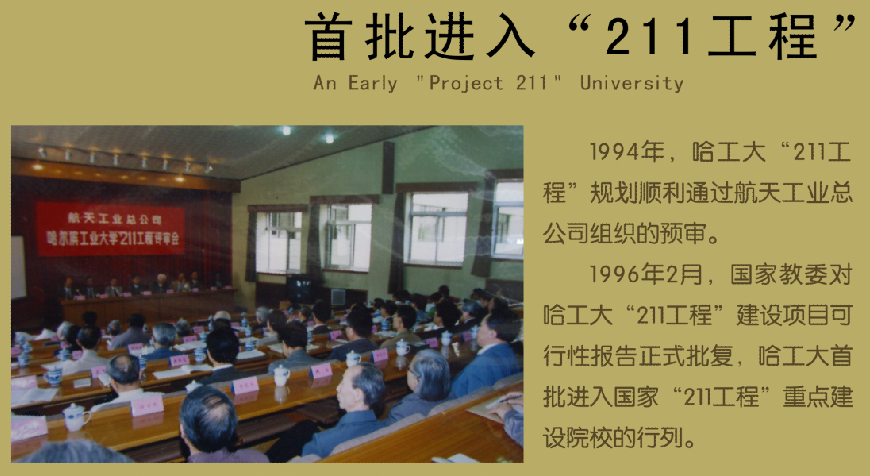 首批进入“211工程”
An Early "Project 211" University
航天工业总公司
哈尔滨工业大学"211工程"评审会
1994年，哈工大“211工
程”规划顺利通过航天工业总
公司组织的预审。
1996年2月，国家教委对
哈工大“211工程”建设项目可
行性报告正式批复，哈工大首
批进入国家“211工程”重点建
设院校的行列。